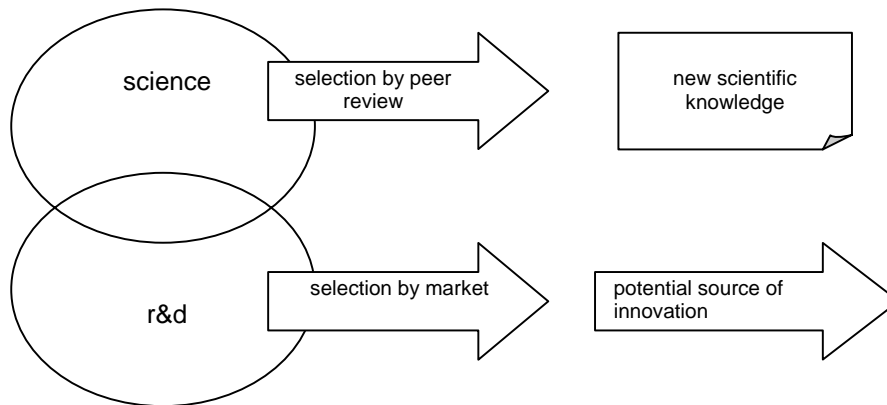 science
selection by peer
review
new scientific
knowledge
r&d
selection by market
potential source of
innovation